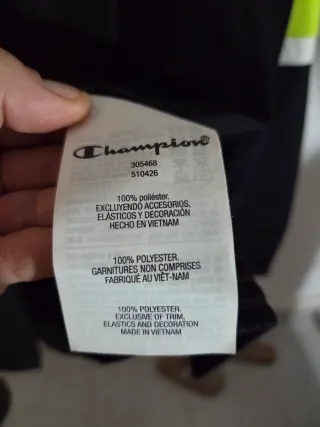 Champion®
305468
510426
100% poliéster.
EXCLUYENDO ACCESORIOS,
ELÁSTICOS Y DECORACIÓN
HECHO EN VIETNAM
100% POLYESTER.
GARNITURES NON COMPRISES
FABRIQUÉ AU VIÊT-NAM
100% POLYESTER.
EXCLUSIVE OF TRIM,
ELASTICS AND DECORATION
MADE IN VIETNAM